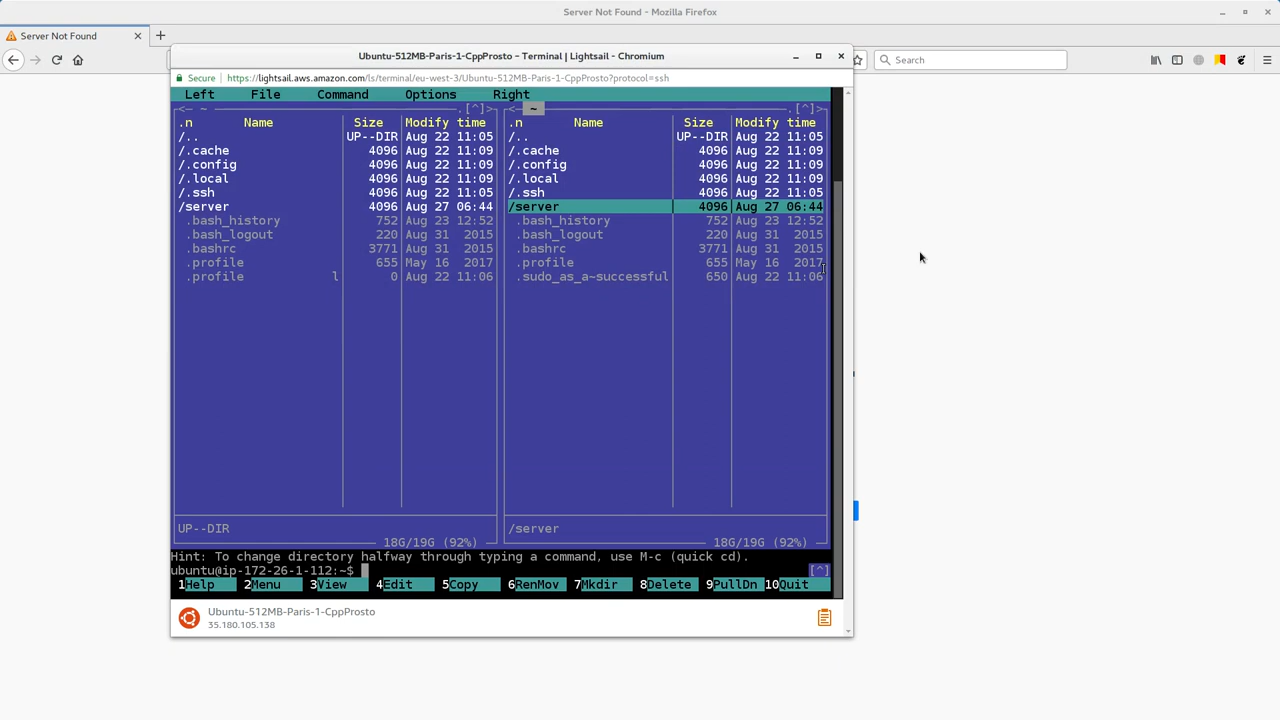 Server Not Found - Mozilla Firefox
Server Not Found
Search
Ubuntu-512MB-Paris-1-CppProsto - Terminal | Lightsail - Chromium
Secure https://lightsail.aws.amazon.com/ls/terminal/eu-west-3/Ubuntu-512MB-Paris-1-CppProsto?protocol=ssh
Left File Command Options Right
<- ~ .[^]> <- ~ .[^]>
.n Name Size Modify time .n Name Size Modify time
/.. UP--DIR Aug 22 11:05 /.. UP--DIR Aug 22 11:05
/.cache 4096 Aug 22 11:09 /.cache 4096 Aug 22 11:09
/.config 4096 Aug 22 11:09 /.config 4096 Aug 22 11:09
/.local 4096 Aug 22 11:09 /.local 4096 Aug 22 11:09
/.ssh 4096 Aug 22 11:05 /.ssh 4096 Aug 22 11:05
/server 4096 Aug 27 06:44 /server 4096 Aug 27 06:44
.bash_history 752 Aug 23 12:52 .bash_history 752 Aug 23 12:52
.bash_logout 220 Aug 31 2015 .bash_logout 220 Aug 31 2015
.bashrc 3771 Aug 31 2015 .bashrc 3771 Aug 31 2015
.profile 655 May 16 2017 .profile 655 May 16 2017
.profile l 0 Aug 22 11:06 .sudo_as_a~successful 650 Aug 22 11:06
UP--DIR /server
18G/19G (92%) 18G/19G (92%)
Hint: To change directory halfway through typing a command, use M-c (quick cd).
ubuntu@ip-172-26-1-112:~$ [^]
1Help 2Menu 3View 4Edit 5Copy 6RenMov 7Mkdir 8Delete 9PullDn 10Quit
Ubuntu-512MB-Paris-1-CppProsto
35.180.105.138